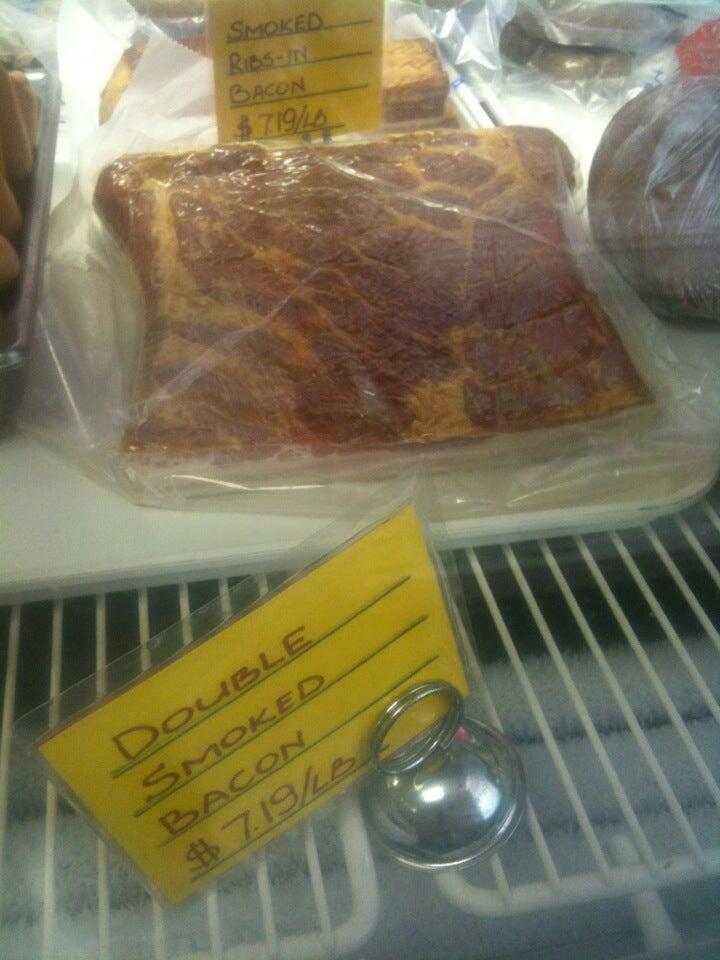 SMOKED
RIBS-IN
BACON
$7.19/LB
DOUBLE
SMOKED
BACON
$7.19/LB